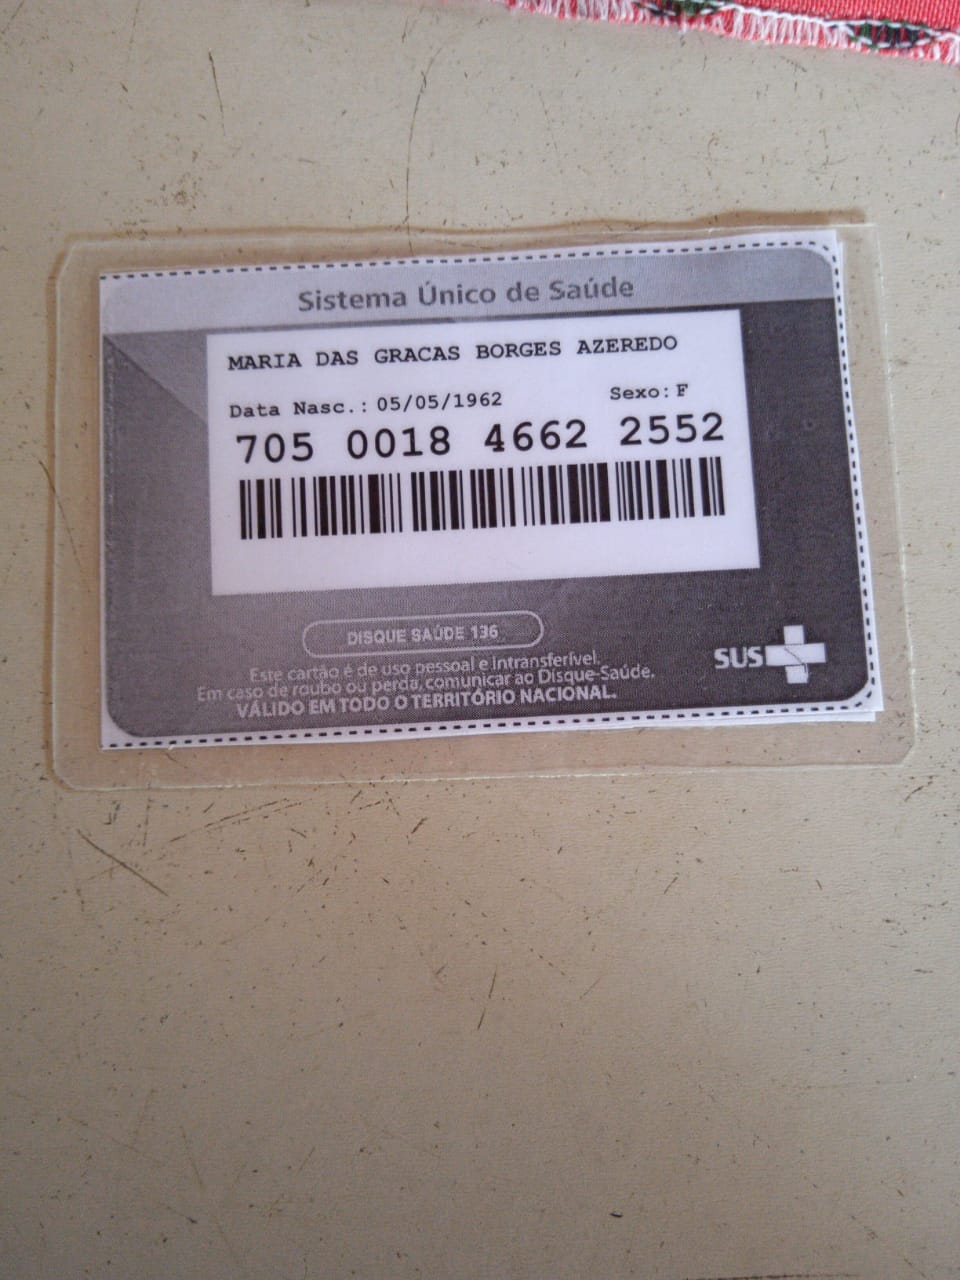 Sistema Único de Saúde
MARIA DAS GRACAS BORGES AZEREDO
Data Nasc.: 05/05/1962 Sexo: F
705 0018 4662 2552
DISQUE SAÚDE 136
Este cartão é de uso pessoal e intransferível.
Em caso de roubo ou perda, comunicar ao Disque-Saúde.
VÁLIDO EM TODO O TERRITÓRIO NACIONAL.
SUS